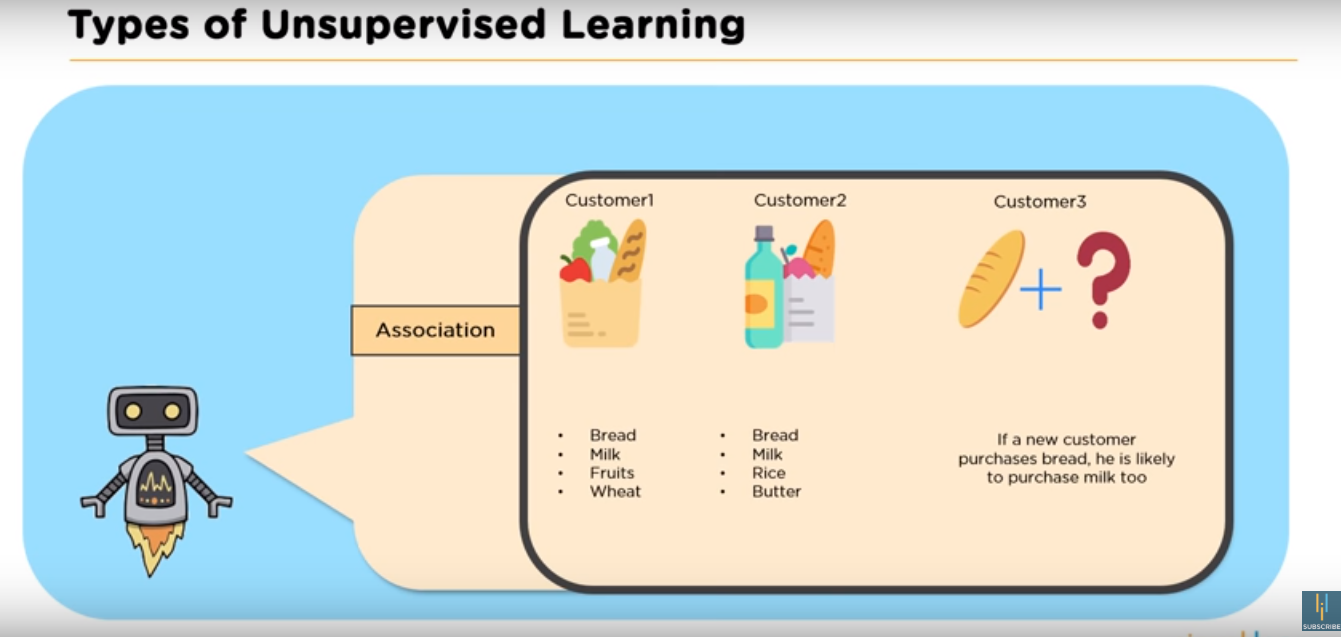 Types of Unsupervised Learning
Customer1
Customer2
Customer3
Association
• Bread
• Milk
• Fruits
• Wheat
• Bread
• Milk
• Rice
• Butter
If a new customer
purchases bread, he is likely
to purchase milk too
SUBSCRIBE